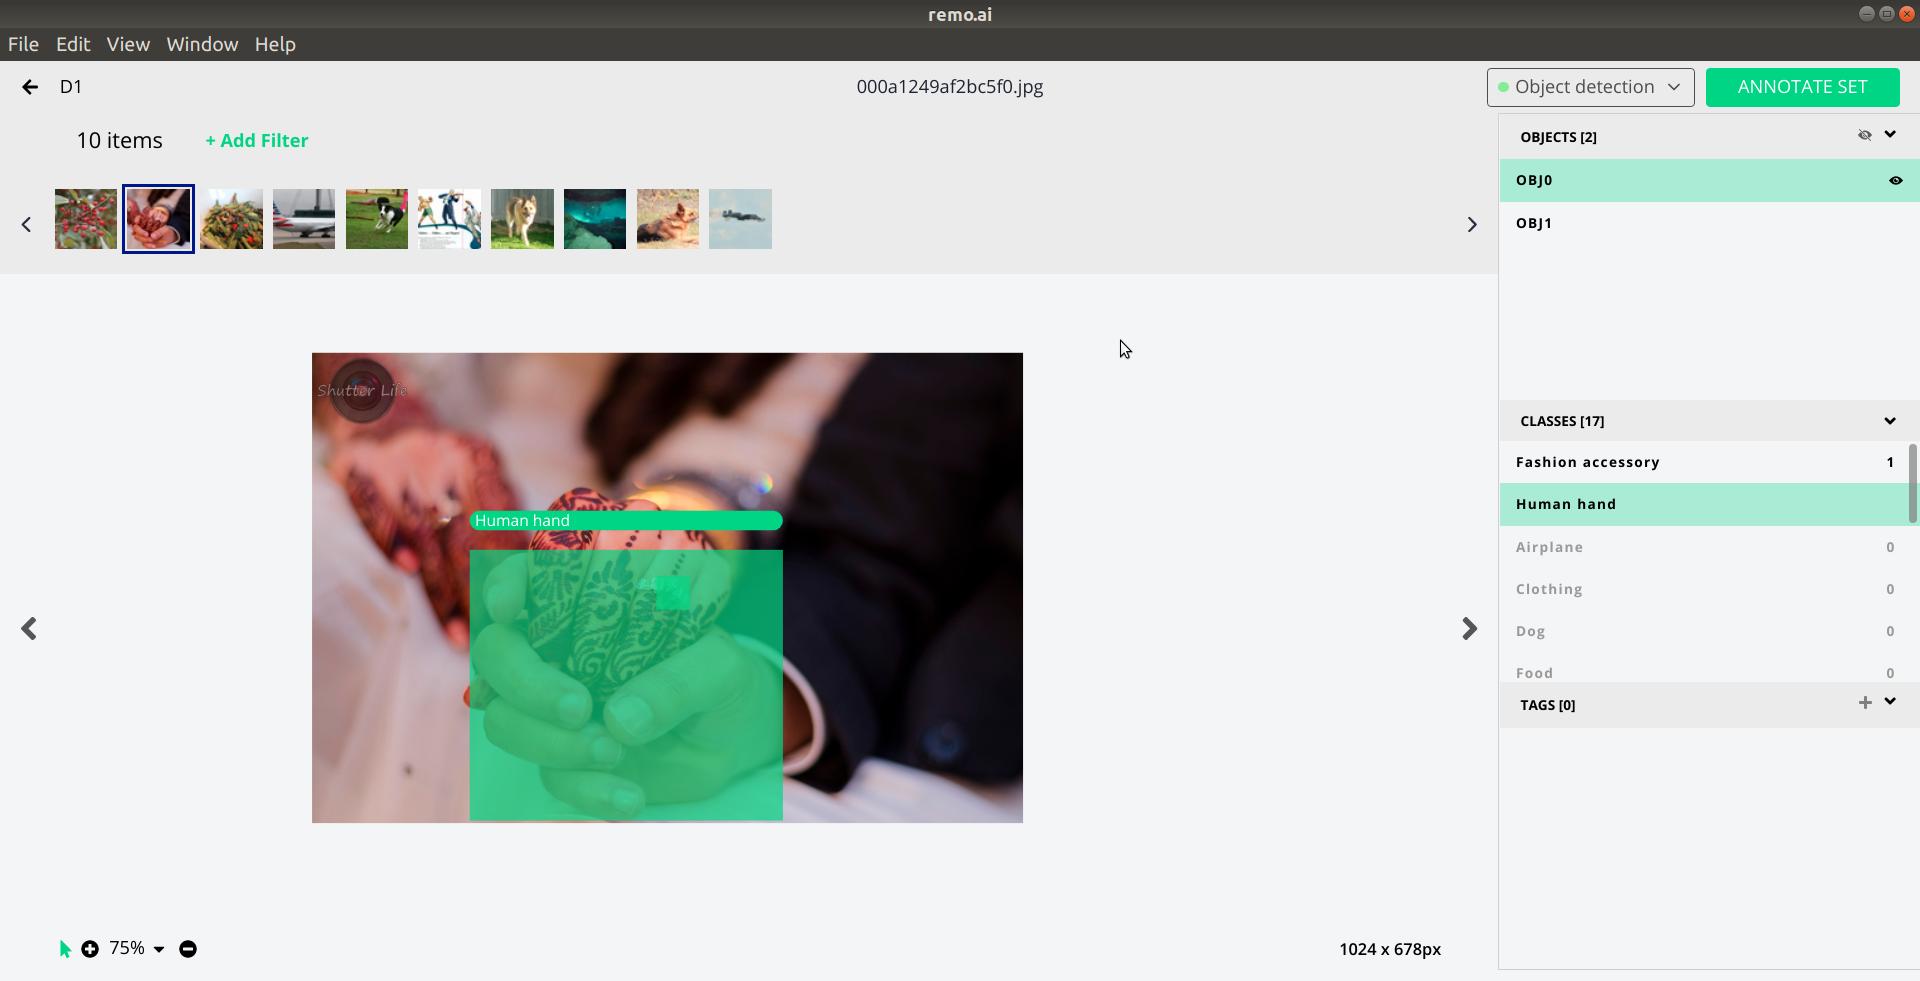 remo.ai
File Edit View Window Help
D1
000a1249af2bc5f0.jpg
Object detection
ANNOTATE SET
10 items
+ Add Filter
OBJECTS [2]
OBJ0
OBJ1
Shutter Life
Human hand
CLASSES [17]
Fashion accessory 1
Human hand
Airplane 0
Clothing 0
Dog 0
Food 0
TAGS [0]
75%
1024 x 678px